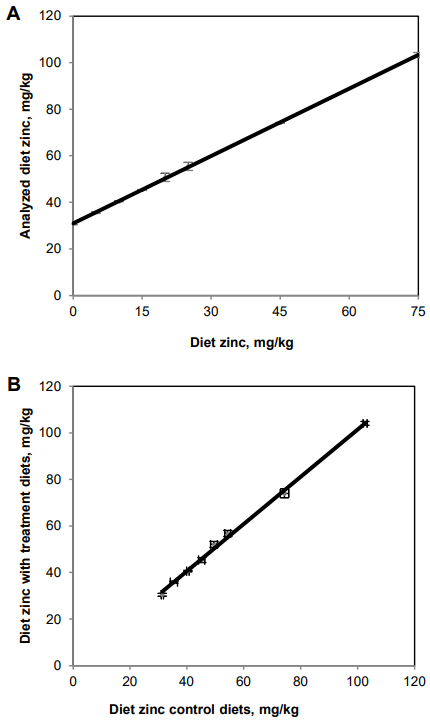 A
120
100
80
60
40
20
0
Analyzed diet zinc, mg/kg
0 15 30 45 60 75
Diet zinc, mg/kg
B
120
100
80
60
40
20
0
Diet zinc with treatment diets, mg/kg
0 20 40 60 80 100 120
Diet zinc control diets, mg/kg